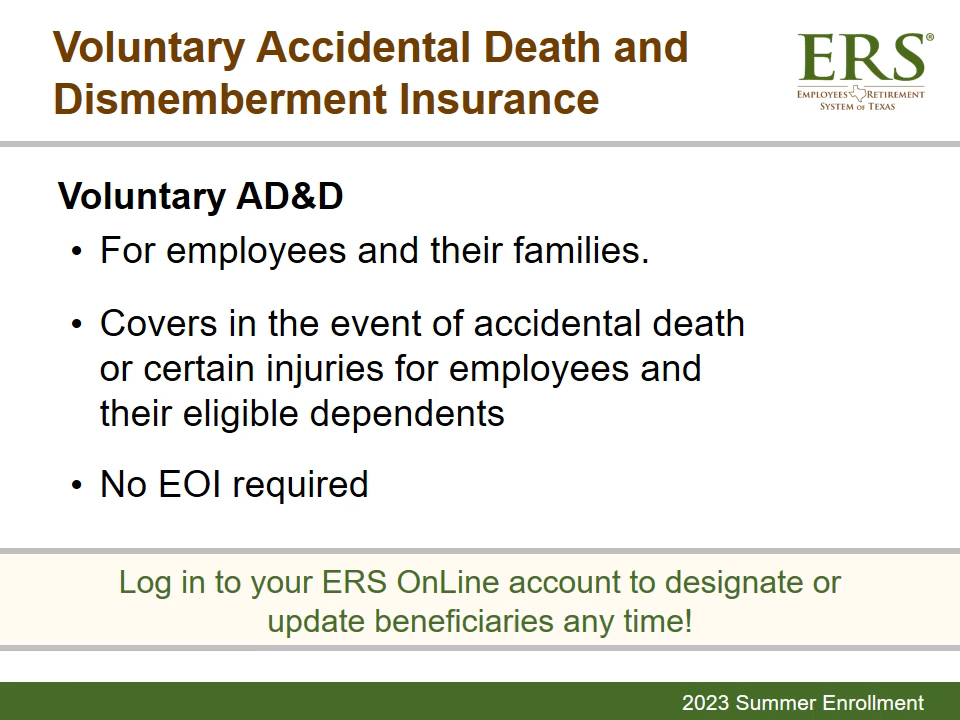 Voluntary Accidental Death and
Dismemberment Insurance
ERS®
EMPLOYEES RETIREMENT
SYSTEM OF TEXAS
Voluntary AD&D
• For employees and their families.
• Covers in the event of accidental death
or certain injuries for employees and
their eligible dependents
• No EOI required
Log in to your ERS OnLine account to designate or
update beneficiaries any time!
2023 Summer Enrollment